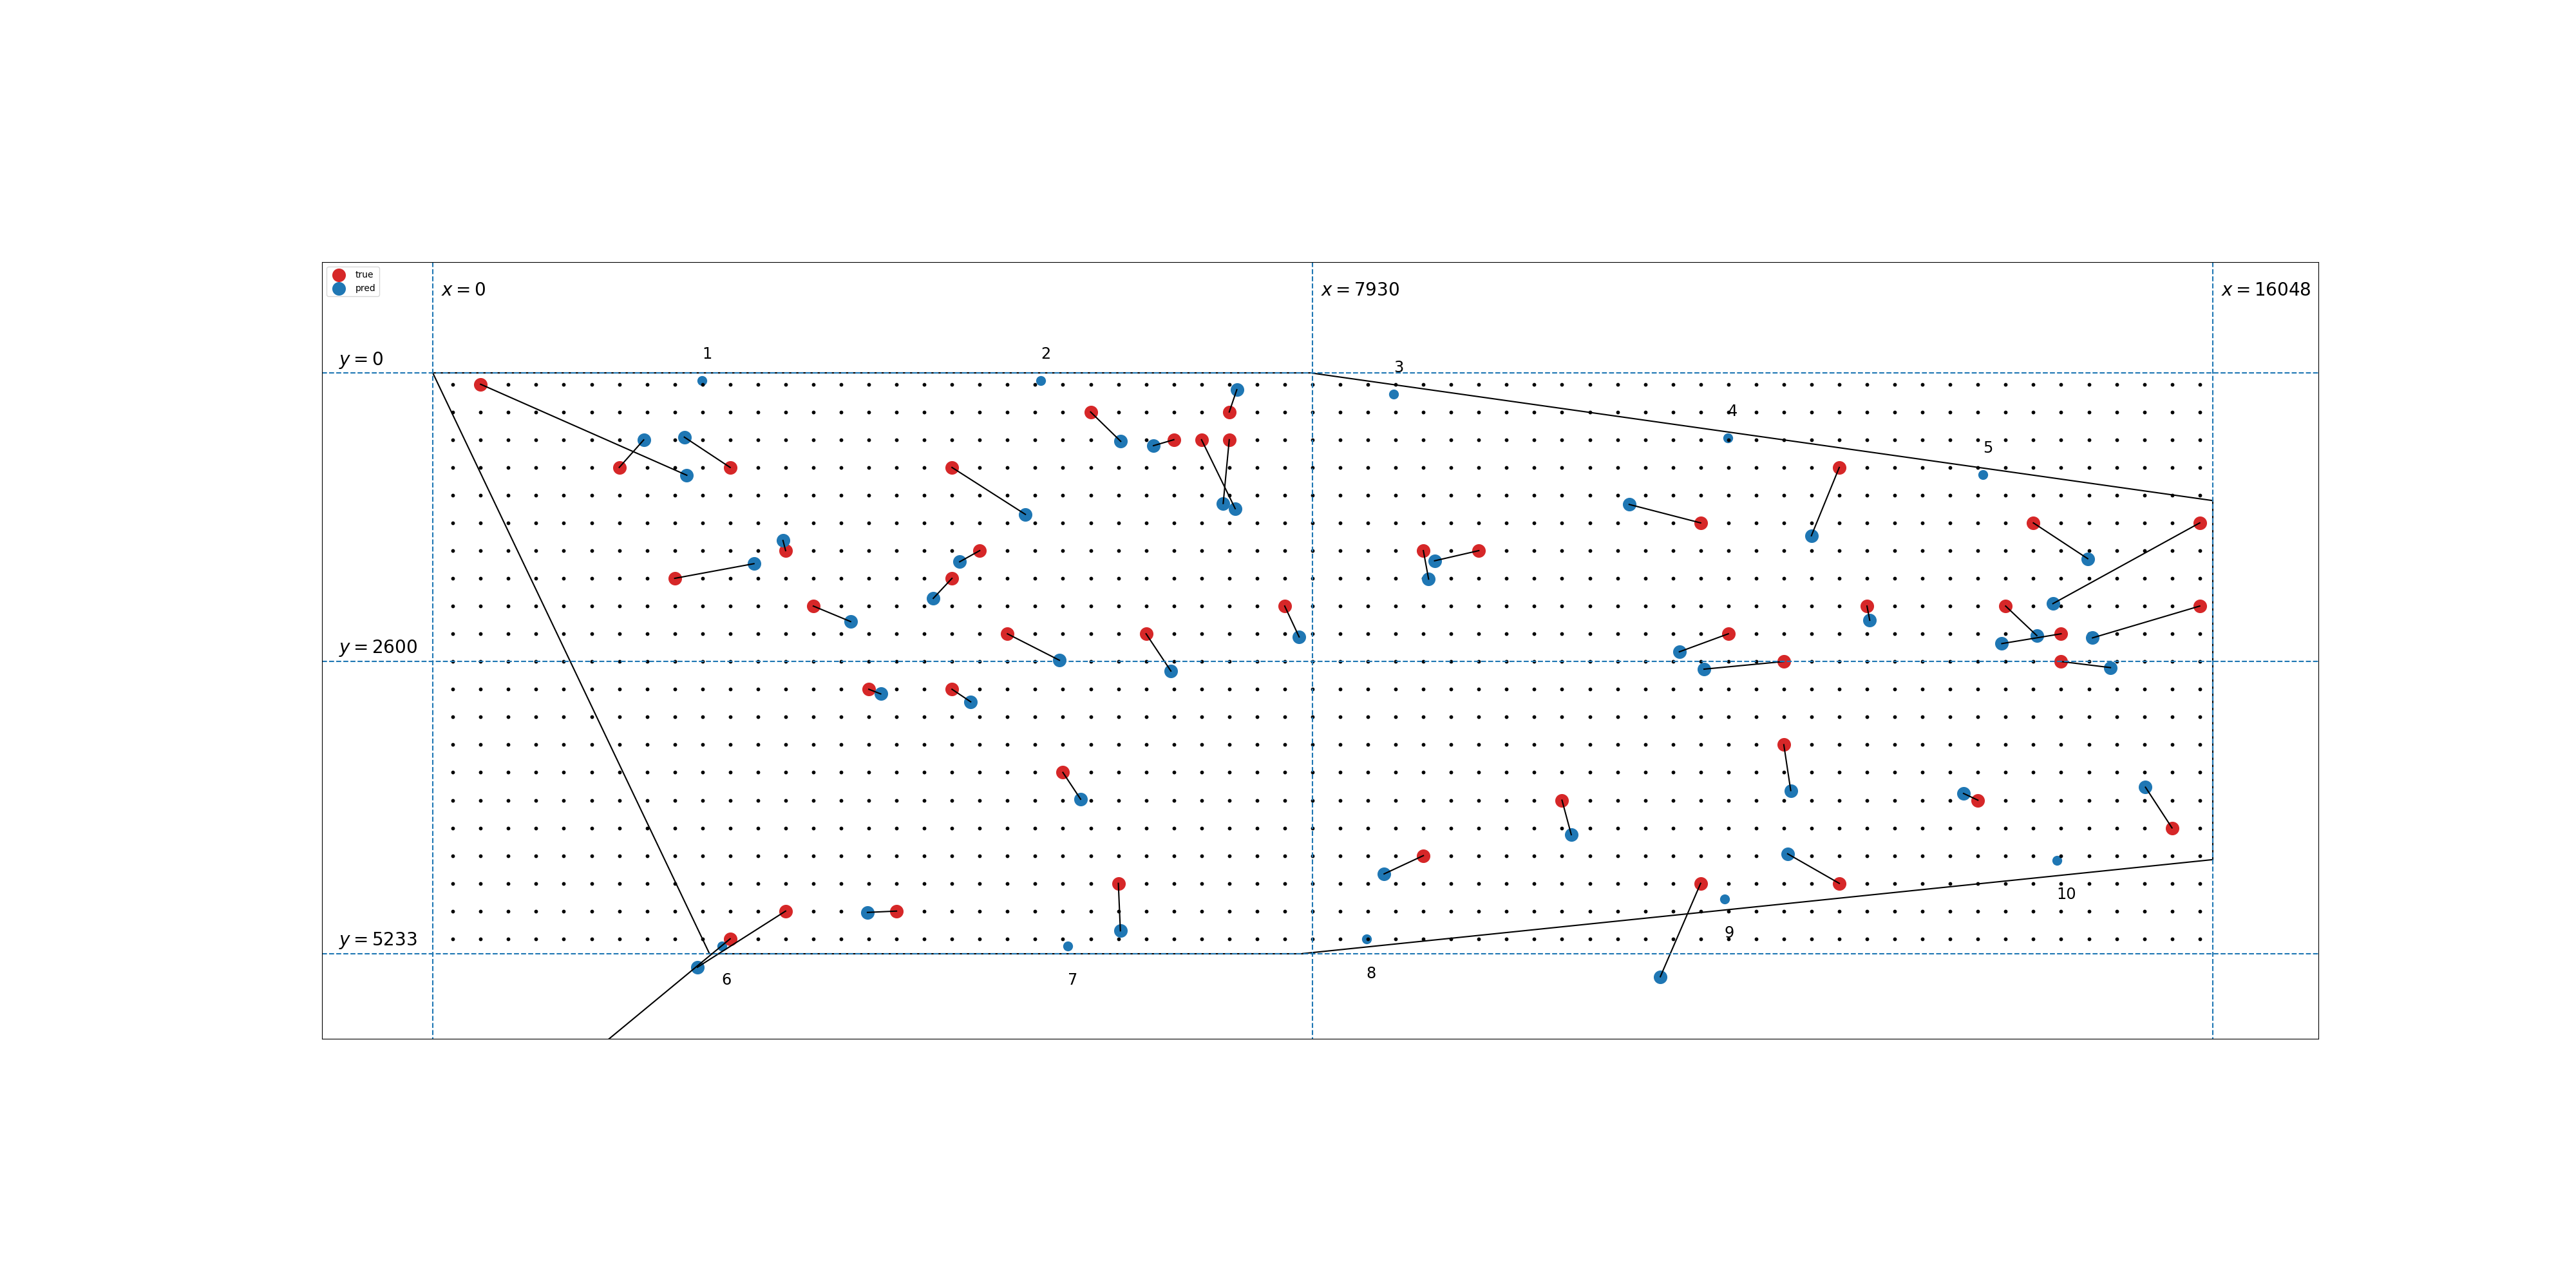 true
pred
x = 0
x = 7930
x = 16048
y = 0
1
2
3
4
5
y = 2600
y = 5233
6
7
8
9
10